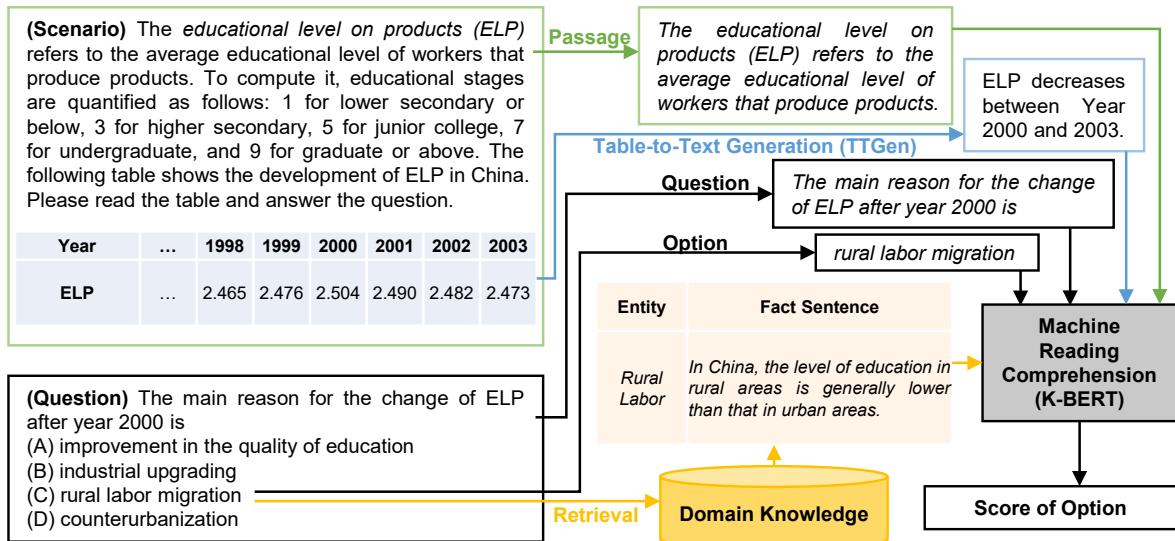 (Scenario) The educational level on products (ELP)
refers to the average educational level of workers that
produce products. To compute it, educational stages
are quantified as follows: 1 for lower secondary or
below, 3 for higher secondary, 5 for junior college, 7
for undergraduate, and 9 for graduate or above. The
following table shows the development of ELP in China.
Please read the table and answer the question.
Year … 1998 1999 2000 2001 2002 2003
ELP … 2.465 2.476 2.504 2.490 2.482 2.473
Passage
The educational level on
products (ELP) refers to the
average educational level of
workers that produce products.
ELP decreases
between Year
2000 and 2003.
Table-to-Text Generation (TTGen)
Question
The main reason for the change
of ELP after year 2000 is
Option
rural labor migration
Entity Fact Sentence
Rural
Labor
In China, the level of education in
rural areas is generally lower
than that in urban areas.
Machine
Reading
Comprehension
(K-BERT)
(Question) The main reason for the change of ELP
after year 2000 is
(A) improvement in the quality of education
(B) industrial upgrading
(C) rural labor migration
(D) counterurbanization
Retrieval
Domain Knowledge
Score of Option